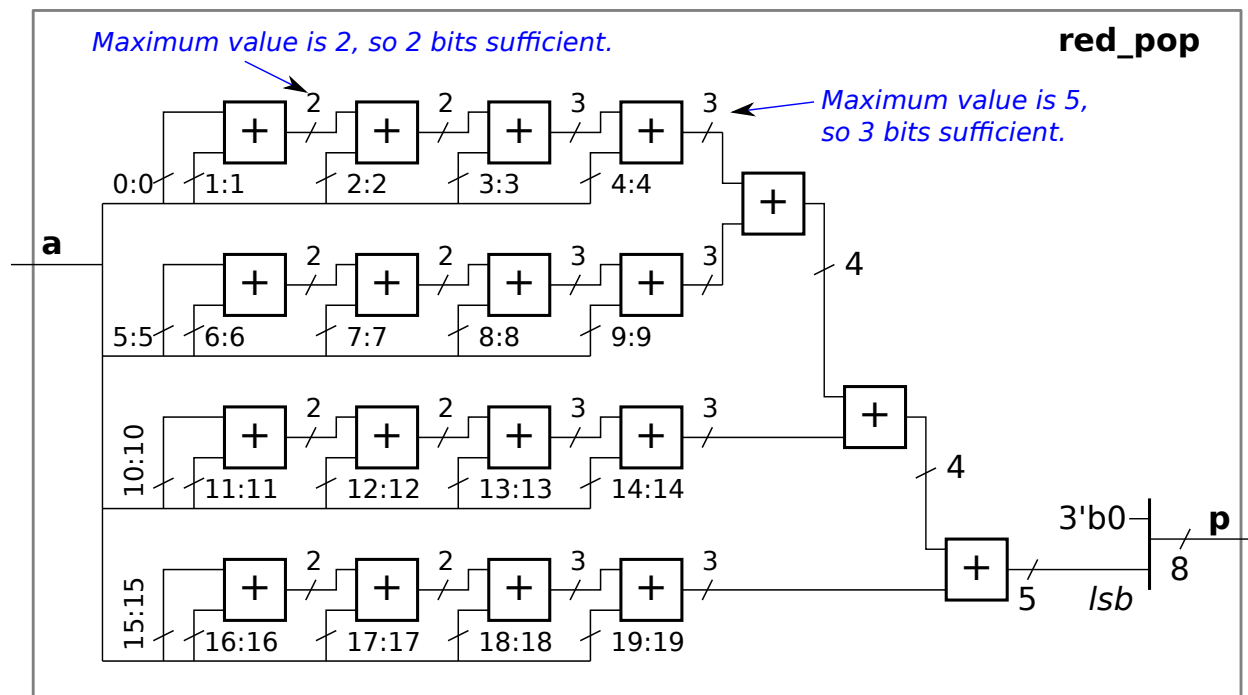 Maximum value is 2, so 2 bits sufficient.
red_pop
Maximum value is 5,
so 3 bits sufficient.
2 2 3 3
+ + + +
0:0 1:1 2:2 3:3 4:4
+
a
4
2 2 3 3
+ + + +
5:5 6:6 7:7 8:8 9:9
2 2 3 3
+ + + +
+
10:10
11:11 12:12 13:13 14:14
4
3'b0
p
8
2 2 3 3
+ + + +
+
5
lsb
15:15
16:16 17:17 18:18 19:19